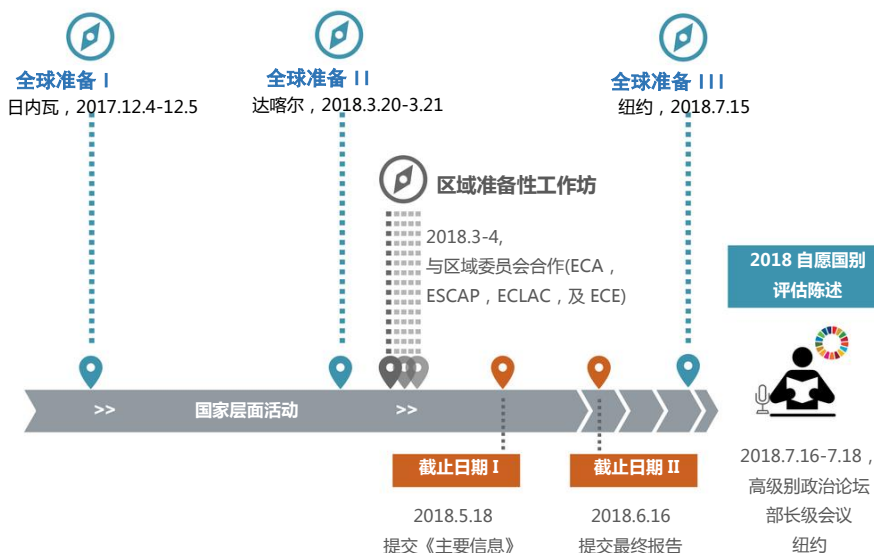 全球准备 I
日内瓦，2017.12.4-12.5
全球准备 II
达喀尔，2018.3.20-3.21
全球准备 III
纽约，2018.7.15
区域准备性工作坊
2018.3-4,
与区域委员会合作(ECA，
ESCAP，ECLAC，及 ECE)
2018 自愿国别
评估陈述
>> 国家层面活动 >>
截止日期 I
2018.5.18
提交《主要信息》
截止日期 II
2018.6.16
提交最终报告
2018.7.16-7.18，
高级别政治论坛
部长级会议
纽约